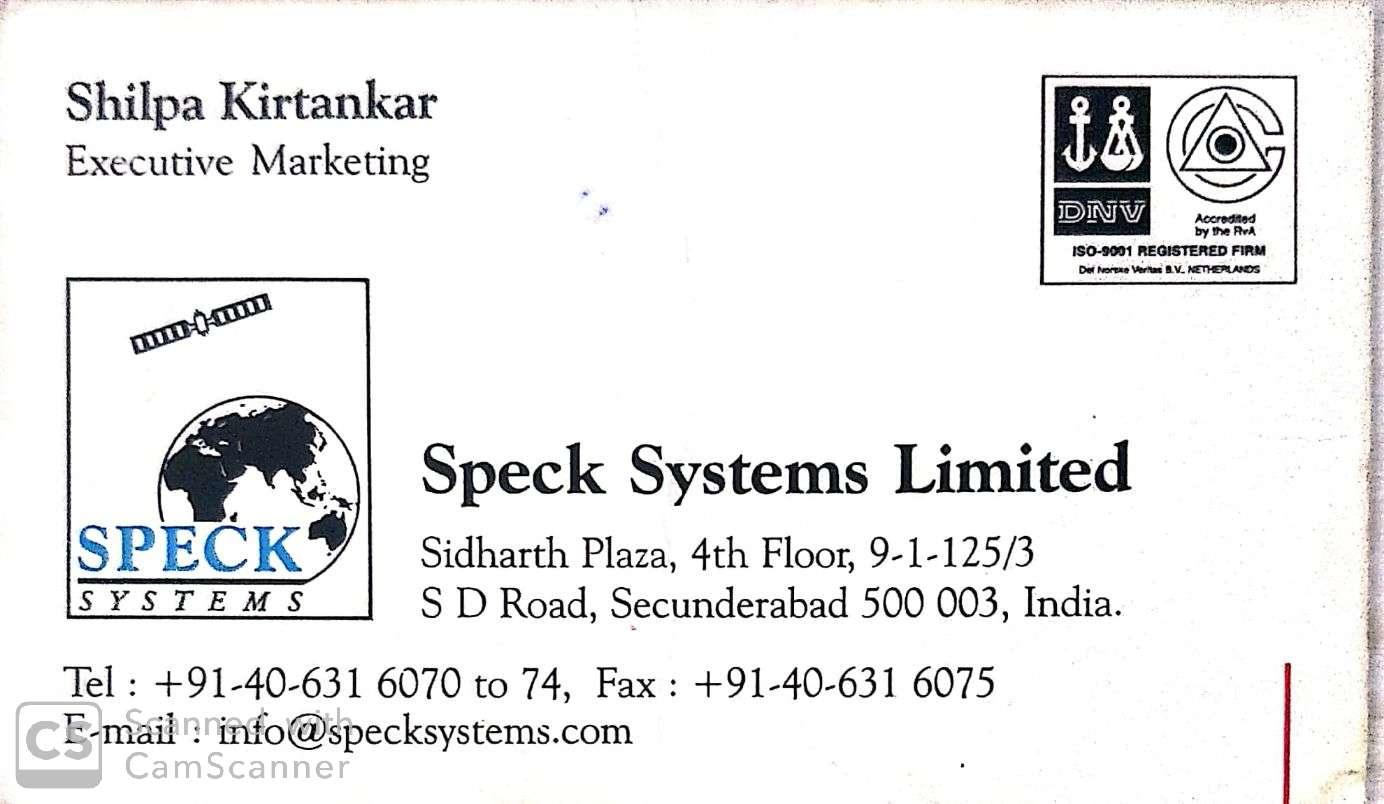 Shilpa Kirtankar
Executive Marketing
DNV
Accredited
by the RvA
ISO-9001 REGISTERED FIRM
Det Norske Veritas B.V., NETHERLANDS
SPECK
SYSTEMS
Speck Systems Limited
Sidharth Plaza, 4th Floor, 9-1-125/3
S D Road, Secunderabad 500 003, India.
Tel : +91-40-631 6070 to 74, Fax : +91-40-631 6075
E-mail : info@specksystems.com
CS
Scanned with
CamScanner